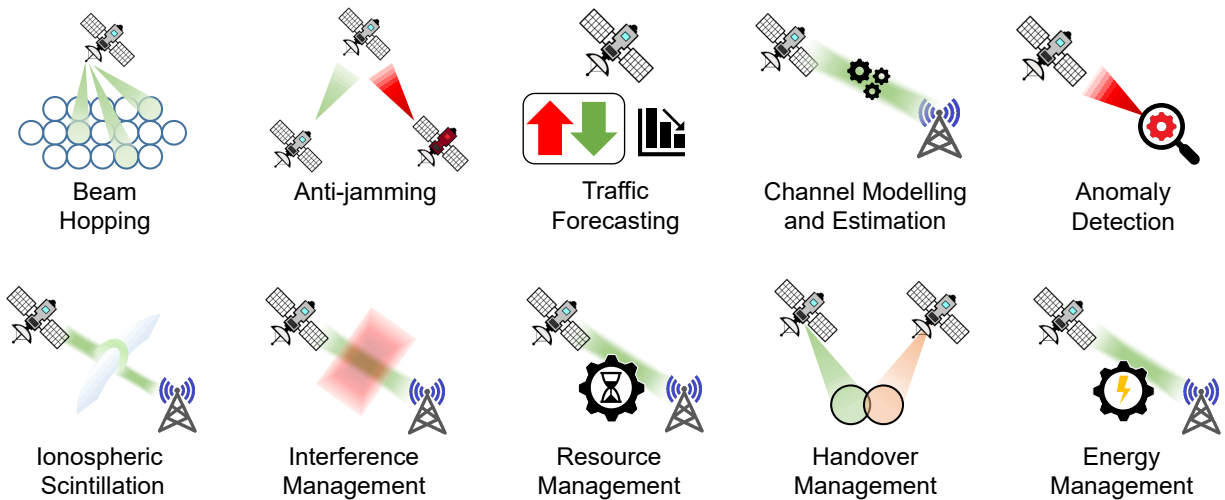 Beam
Hopping
Anti-jamming
Traffic
Forecasting
Channel Modelling
and Estimation
Anomaly
Detection
Ionospheric
Scintillation
Interference
Management
Resource
Management
Handover
Management
Energy
Management